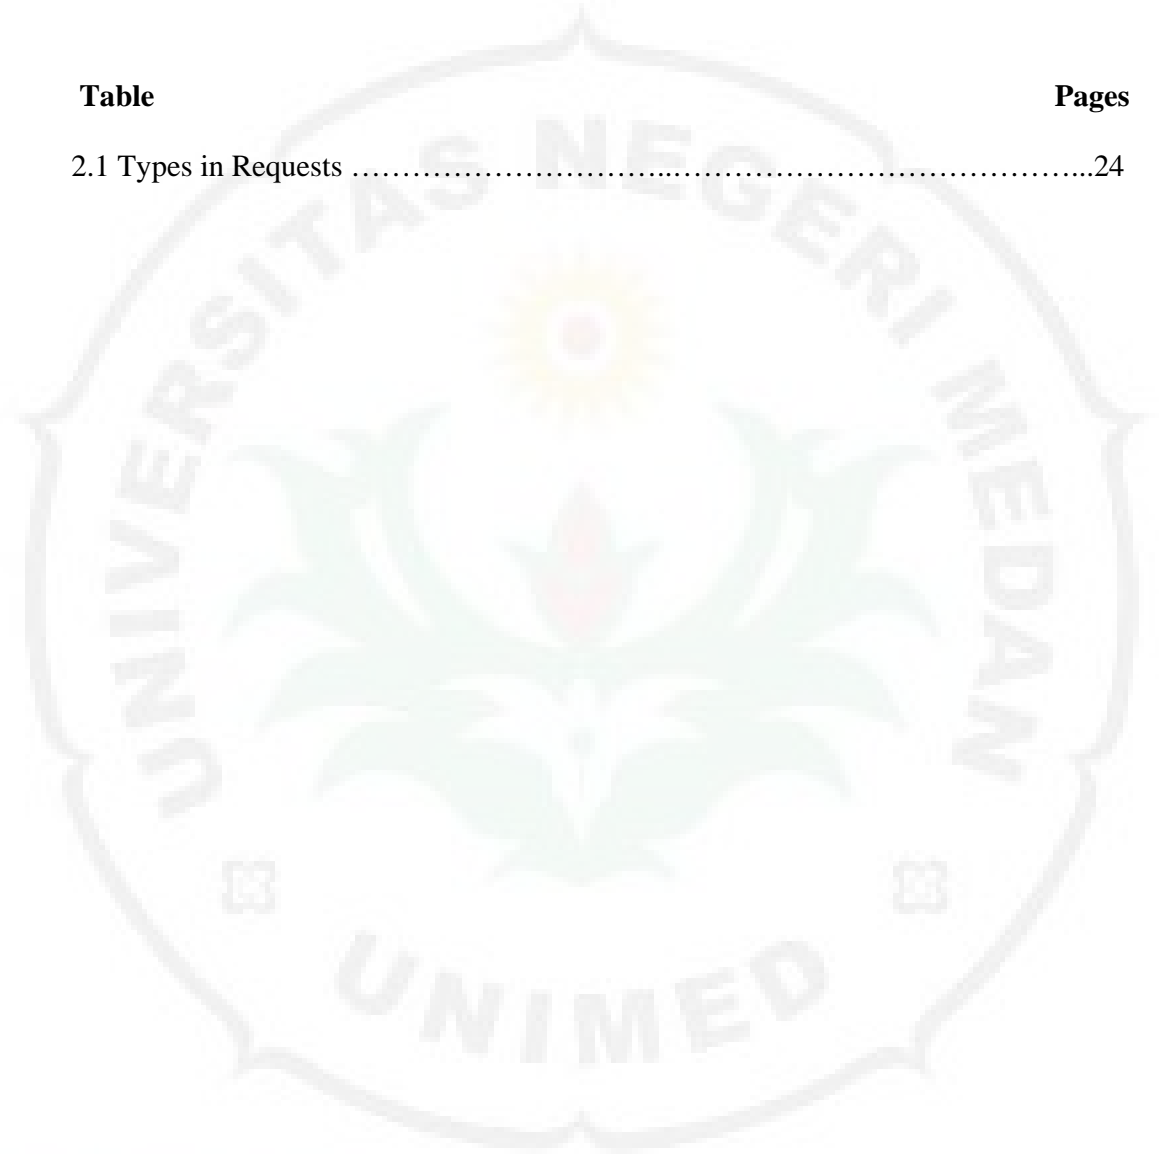 Table Pages
2.1 Types in Requests …………………………..…………………………………...24
UNIVERSITAS NEGERI MEDAN
UNIMED